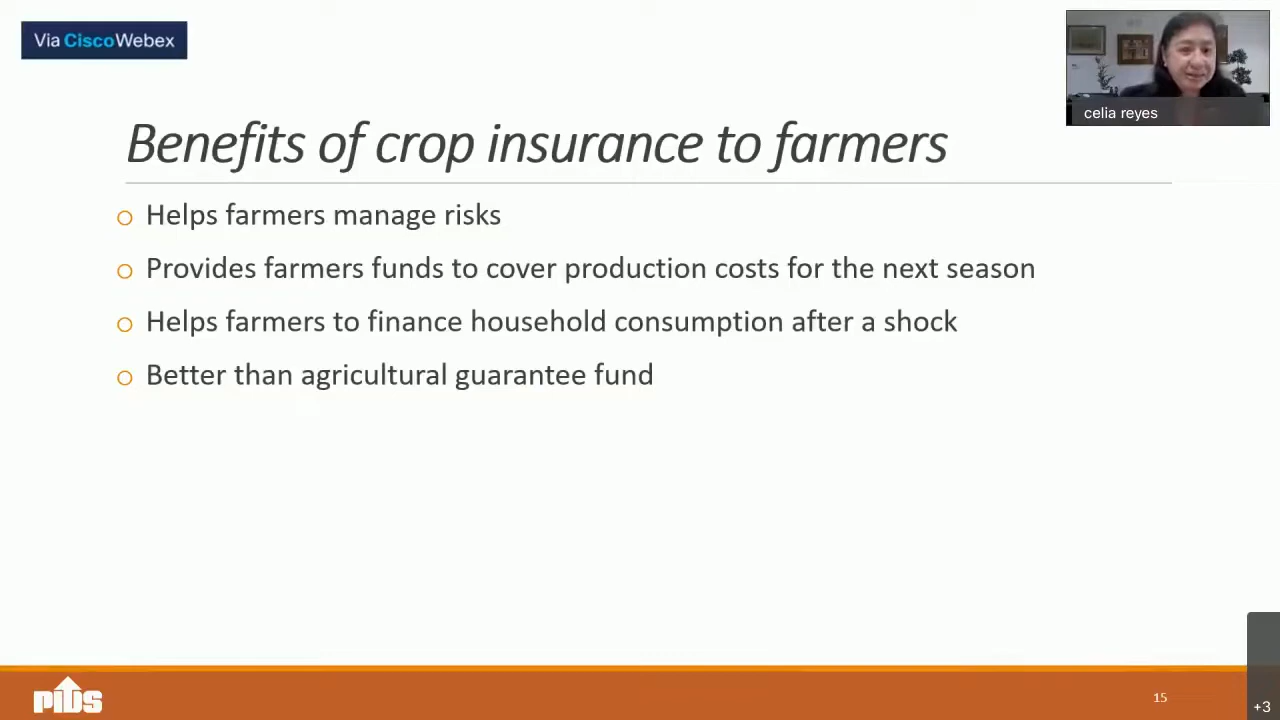 Via CiscoWebex
celia reyes
Benefits of crop insurance to farmers
Helps farmers manage risks
Provides farmers funds to cover production costs for the next season
Helps farmers to finance household consumption after a shock
Better than agricultural guarantee fund
PIDS
15
+3